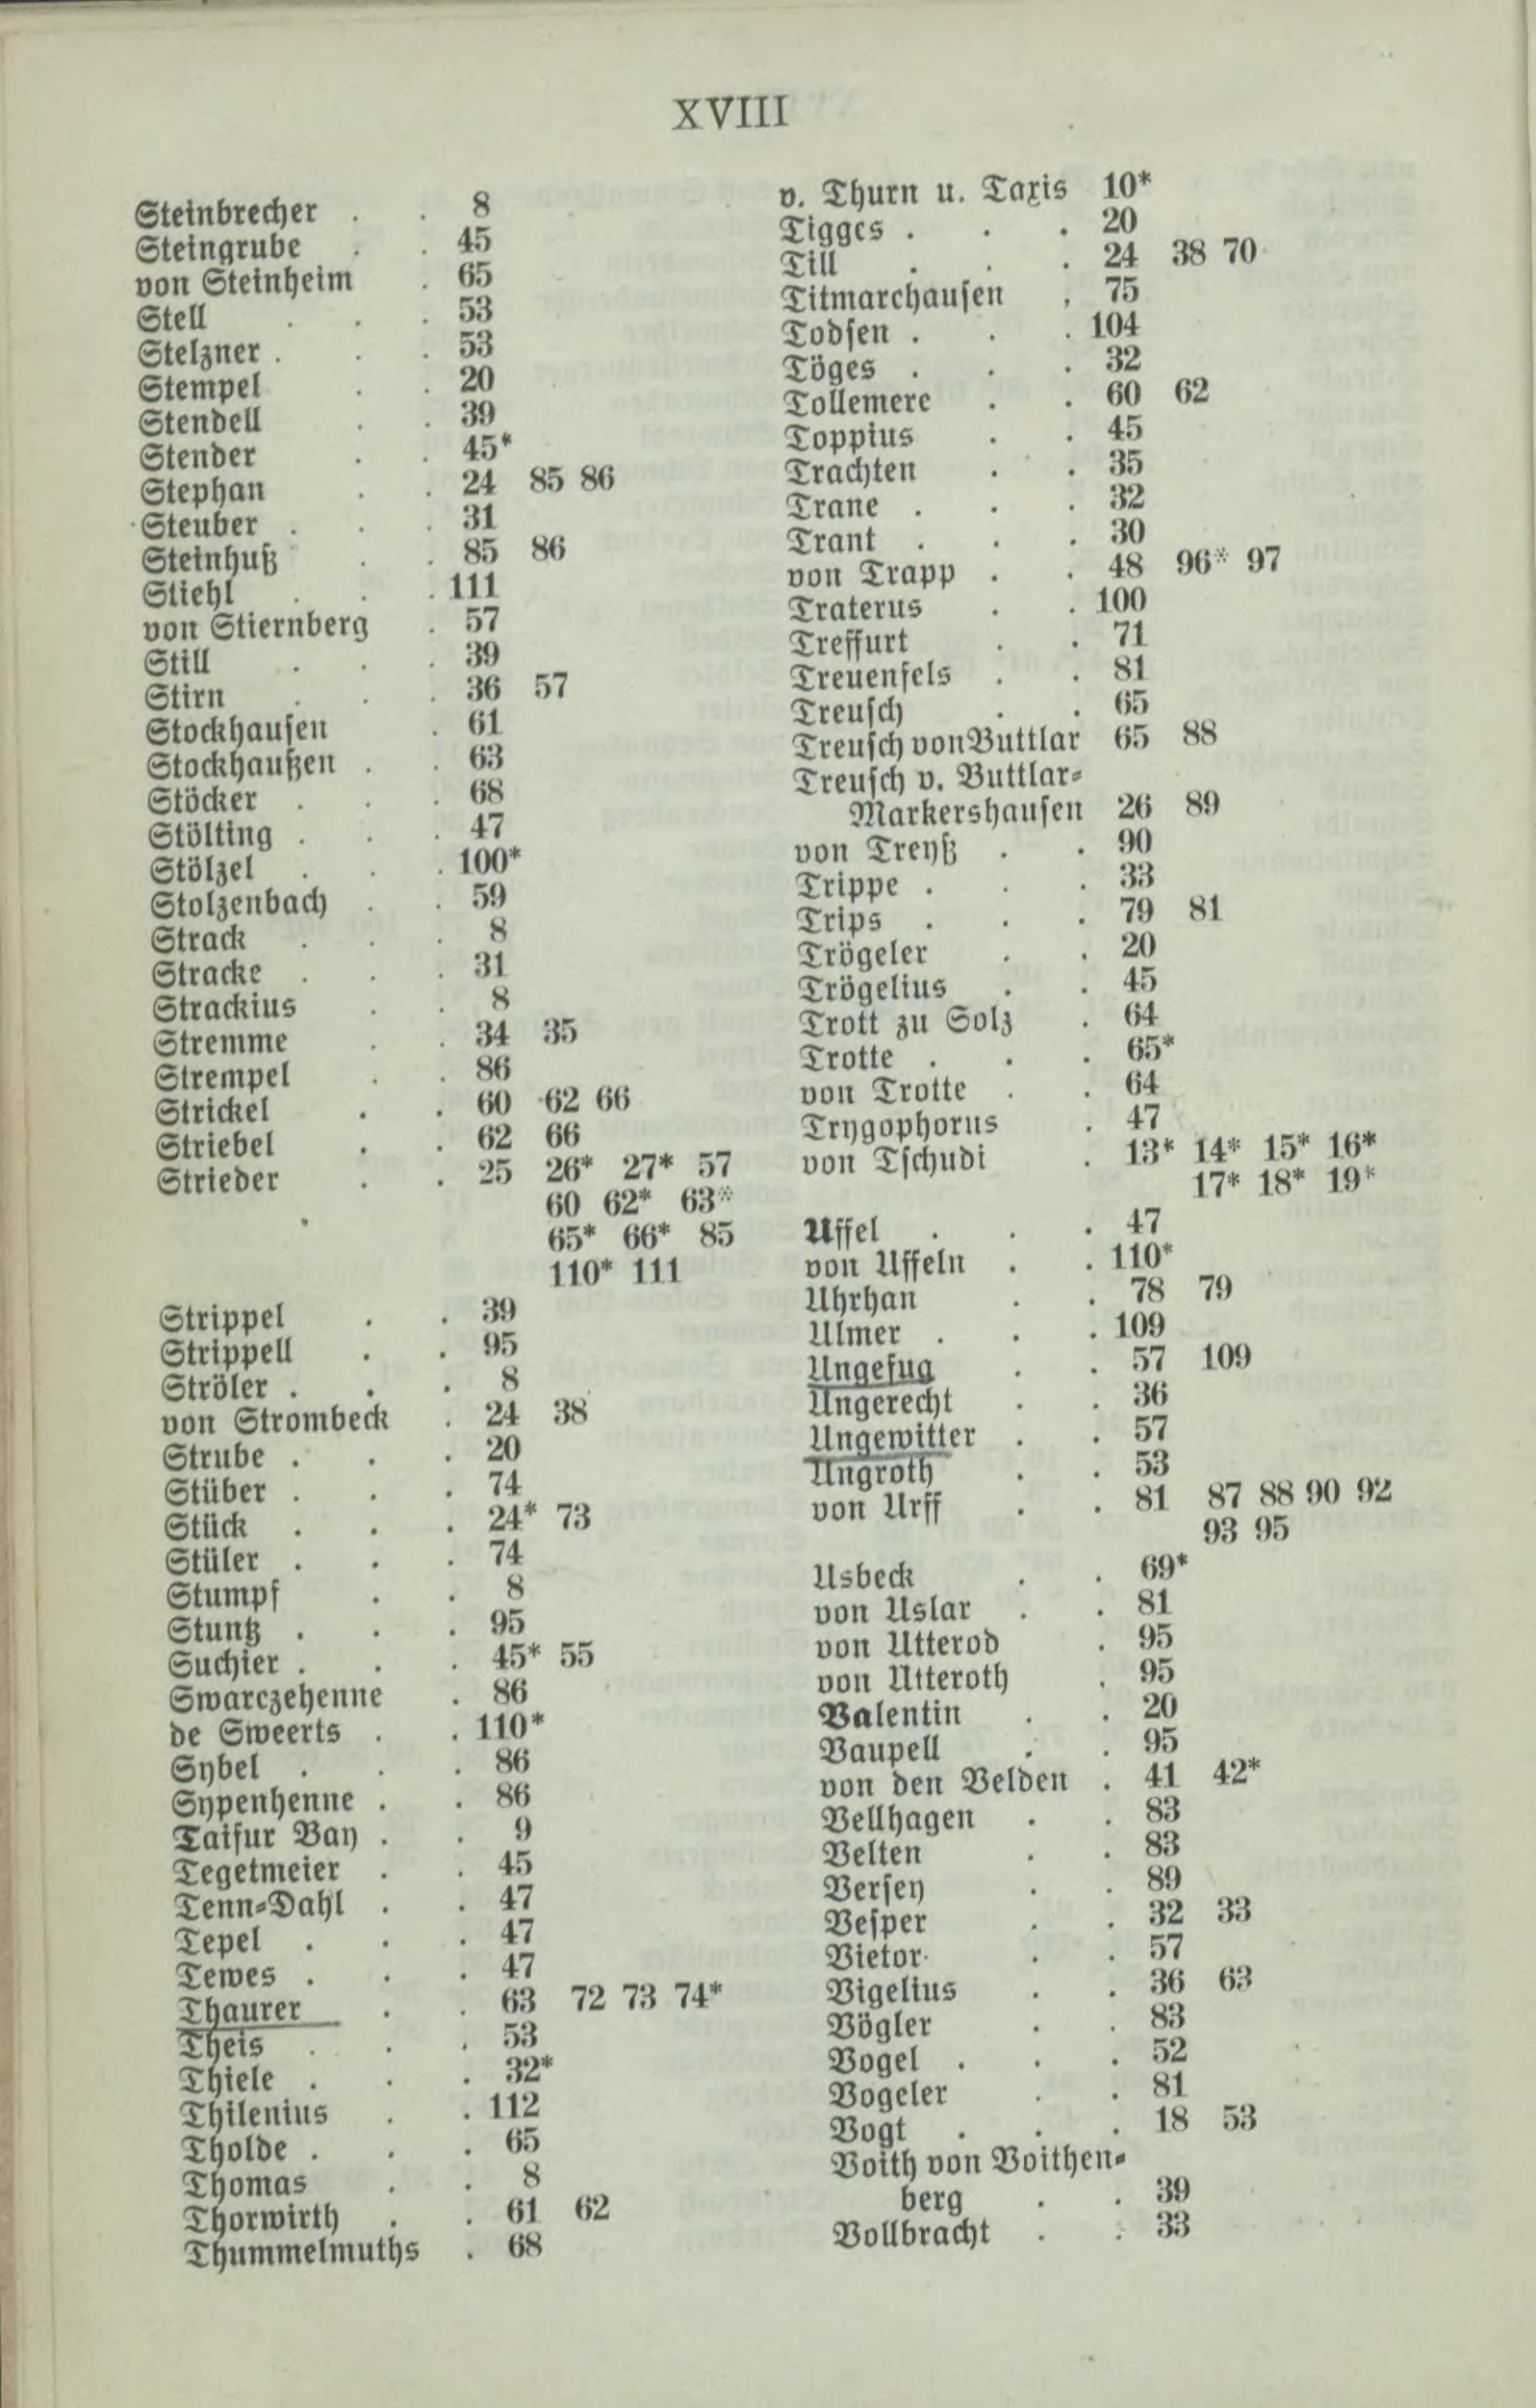 XVIII
Steinbrecher . . 8
Steingrube . . 45
von Steinheim . 65
Stell . . . 53
Stelzner . . . 53
Stempel . . 20
Stendell . . 39
Stender . . 45*
Stephan . . 24 85 86
Steuber . . . 31
Steinhuß . . 85 86
Stiehl . . . 111
von Stiernberg . 57
Still . . . 39
Stirn . . . 36 57
Stockhausen . 61
Stockhaußen . . 63
Stöcker . . . 68
Stölting . . . 47
Stölzel . . . 100*
Stolzenbach . . 59
Strack . . . 8
Stracke . . . 31
Strackius . . 8
Stremme . . 34 35
Strempel . . 86
Strickel . . 60 62 66
Striebel . . 62 66
Strieder . . 25 26* 27* 57
60 62* 63*
65* 66* 85
110* 111
Strippel . . 39
Strippell . . 95
Ströler . . . 8
von Strombeck . 24 38
Strube . . . 20
Stüber . . . 74
Stück . . . 24* 73
Stüler . . . 74
Stumpf . . 8
Stuntz . . . 95
Suchier . . . 45* 55
Swarczehenne . 86
de Sweerts . . 110*
Sybel . . . 86
Sypenhenne . . 86
Taifur Bay . . 9
Tegetmeier . . 45
Tenn-Dahl . . 47
Tepel . . . 47
Tewes . . . 47
Thaurer . . 63 72 73 74*
Theis . . . 53
Thiele . . . 32*
Thilenius . . 112
Tholde . . . 65
Thomas . . 8
Thorwirth . . 61 62
Thummelmuths . 68
v. Thurn u. Taxis 10*
Tigges . . . 20
Till . . . 24 38 70
Titmarchausen , 75
Todsen . . . 104
Töges . . . 32
Tollemere . . 60 62
Toppius . . 45
Trachten . . 35
Trane . . . 32
Trant . . . 30
von Trapp . . 48 96* 97
Traterus . . 100
Treffurt . . 71
Treuenfels . . 81
Treusch . . 65
Treusch von Buttlar 65 88
Treusch v. Buttlar-
Markershausen 26 89
von Treyß . . 90
Trippe . . . 33
Trips . . . 79 81
Trögeler . . 20
Trögelius . . 45
Trott zu Solz . 64
Trotte . . . 65*
von Trotte . . 64
Trygophorus . 47
von Tschudi . 13* 14* 15* 16*
17* 18* 19*
Uffel . . . 47
von Uffeln . . 110*
Uhrhan . . 78 79
Ulmer . . . 109
Ungefug . . 57 109
Ungerecht . . 36
Ungewitter . . 57
Ungroth . . 53
von Urff . . 81 87 88 90 92
93 95
Usbeck . . 69*
von Uslar . . 81
von Utterod . 95
von Utteroth . 95
Valentin . . 20
Vaupell . . 95
von den Velden . 41 42*
Vellhagen . . 83
Velten . . 83
Versey . . 89
Vesper . . 32 33
Vietor . . 57
Vigelius . . 36 63
Vögler . . 83
Vogel . . . 52
Vogeler . . 81
Vogt . . . 18 53
Voith von Voithen-
berg . . 39
Vollbracht . . 33